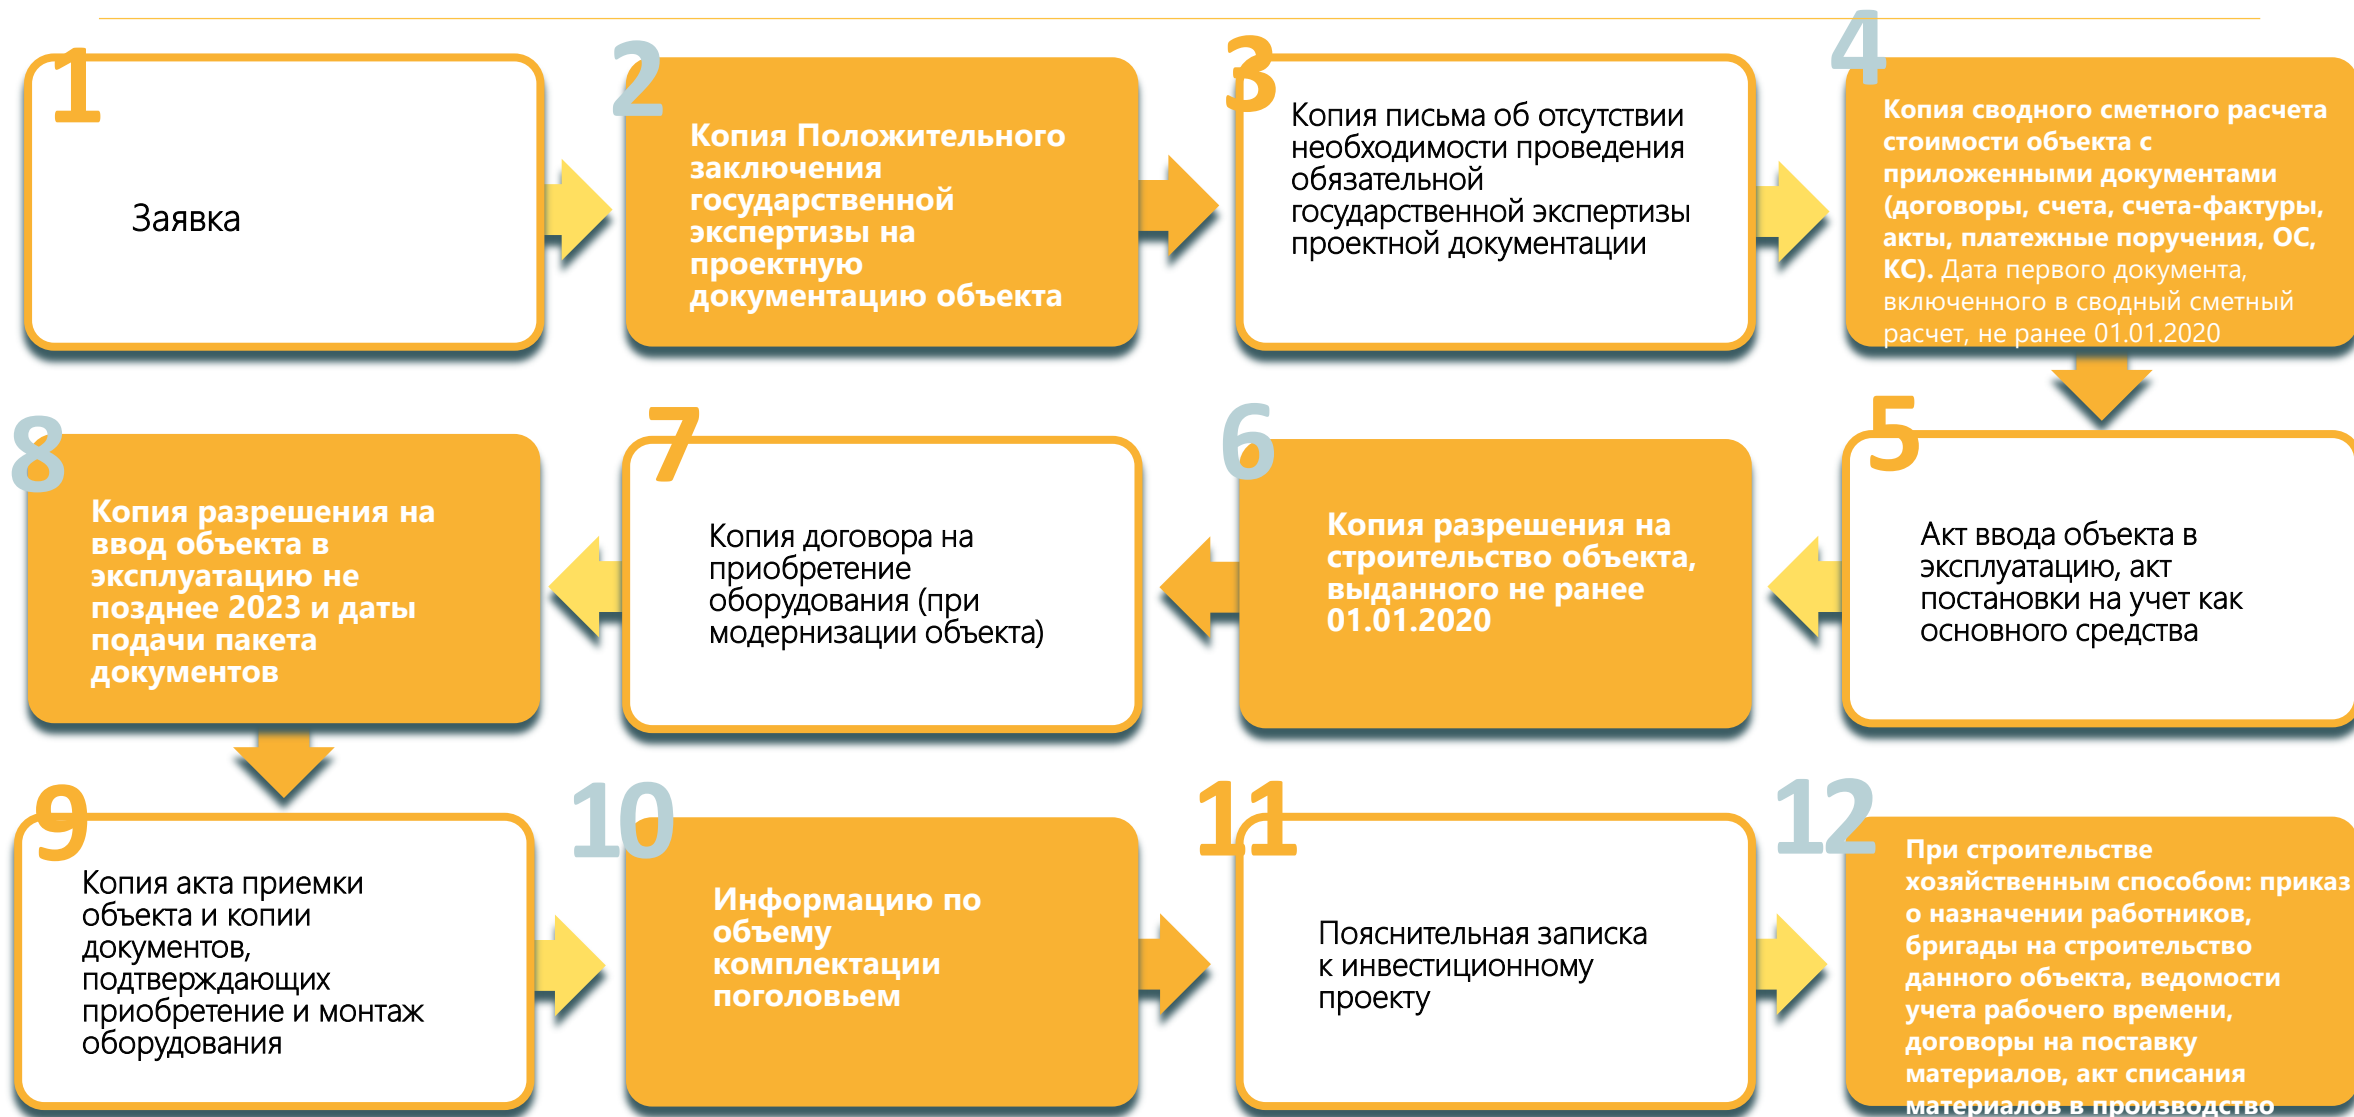 1
Заявка
2
Копия Положительного
заключения
государственной
экспертизы на
проектную
документацию объекта
3
Копия письма об отсутствии
необходимости проведения
обязательной
государственной экспертизы
проектной документации
4
Копия сводного сметного расчета
стоимости объекта с
приложенными документами
(договоры, счета, счета-фактуры,
акты, платежные поручения, ОС,
КС). Дата первого документа,
включенного в сводный сметный
расчет, не ранее 01.01.2020
5
Акт ввода объекта в
эксплуатацию, акт
постановки на учет как
основного средства
6
Копия разрешения на
строительство объекта,
выданного не ранее
01.01.2020
7
Копия договора на
приобретение
оборудования (при
модернизации объекта)
8
Копия разрешения на
ввод объекта в
эксплуатацию не
позднее 2023 и даты
подачи пакета
документов
9
Копия акта приемки
объекта и копии
документов,
подтверждающих
приобретение и монтаж
оборудования
10
Информацию по
объему
комплектации
поголовьем
11
Пояснительная записка
к инвестиционному
проекту
12
При строительстве
хозяйственным способом: приказ
о назначении работников,
бригады на строительство
данного объекта, ведомости
учета рабочего времени,
договоры на поставку
материалов, акт списания
материалов в производство